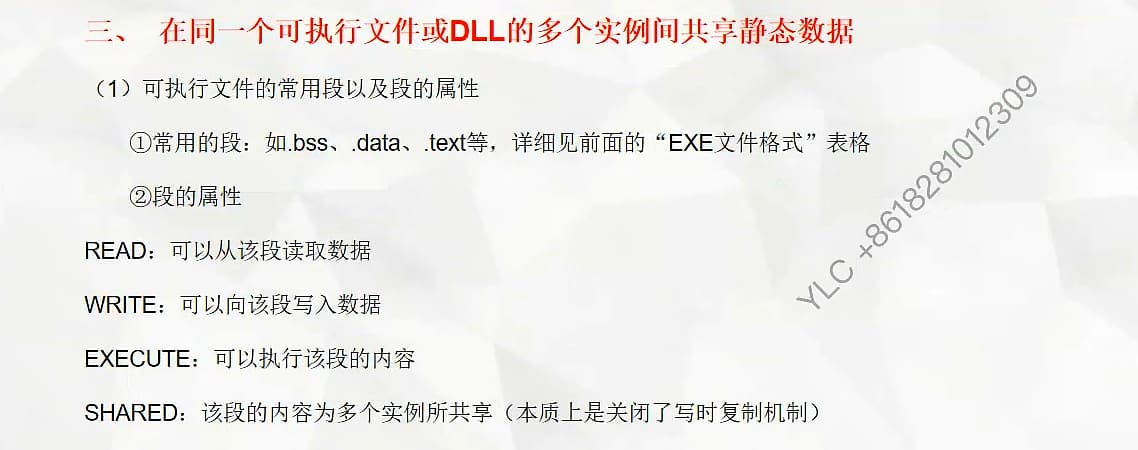 三、 在同一个可执行文件或DLL的多个实例间共享静态数据
（1）可执行文件的常用段以及段的属性
①常用的段：如.bss、.data、.text等，详细见前面的“EXE文件格式”表格
②段的属性
READ：可以从该段读取数据
WRITE：可以向该段写入数据
EXECUTE：可以执行该段的内容
SHARED：该段的内容为多个实例所共享（本质上是关闭了写时复制机制）
YLC +8618281012309